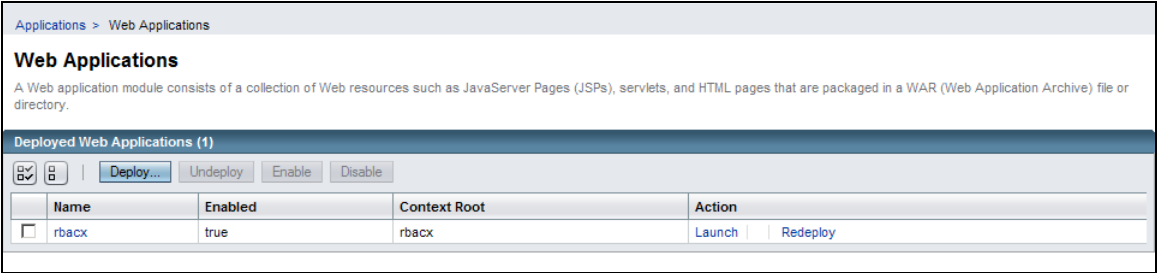 Applications > Web Applications
Web Applications
A Web application module consists of a collection of Web resources such as JavaServer Pages (JSPs), servlets, and HTML pages that are packaged in a WAR (Web Application Archive) file or
directory.
Deployed Web Applications (1)
Deploy... Undeploy Enable Disable
Name Enabled Context Root Action
rbacx true rbacx Launch Redeploy